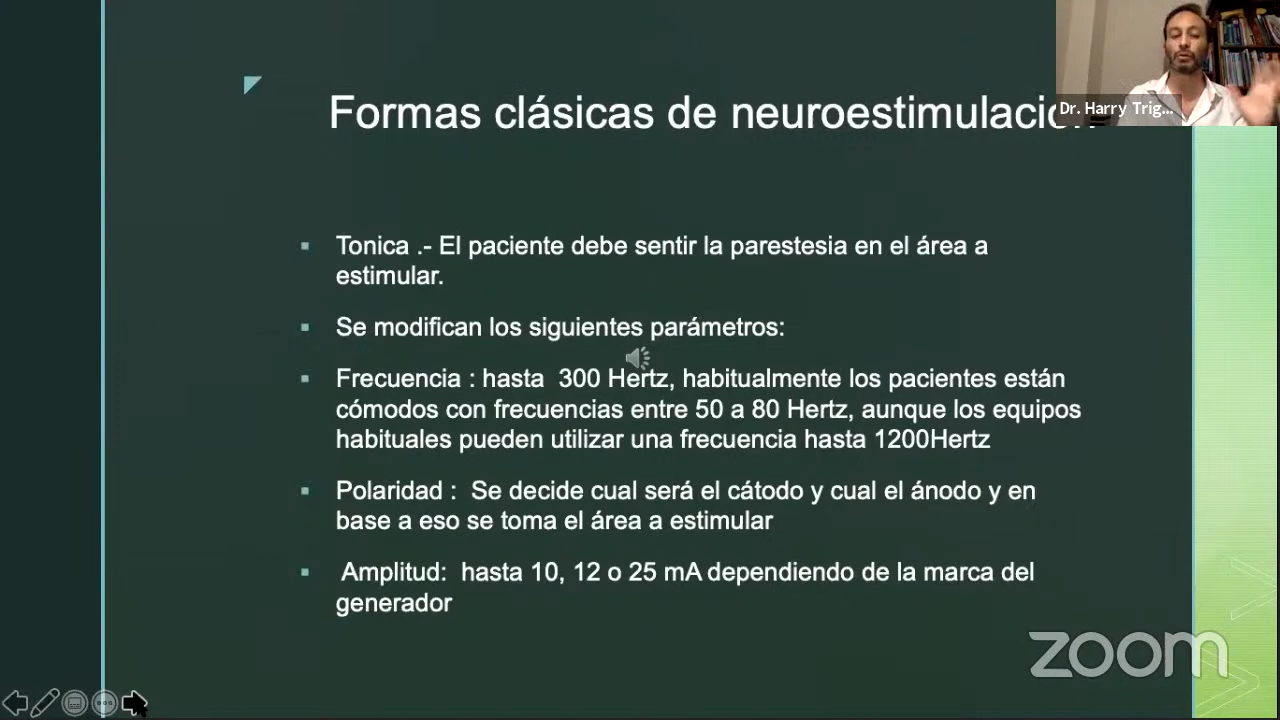 Formas clásicas de neuroestimulación
Dr. Harry Trig...
Tonica .- El paciente debe sentir la parestesia en el área a
estimular.
Se modifican los siguientes parámetros:
Frecuencia : hasta 300 Hertz, habitualmente los pacientes están
cómodos con frecuencias entre 50 a 80 Hertz, aunque los equipos
habituales pueden utilizar una frecuencia hasta 1200Hertz
Polaridad : Se decide cual será el cátodo y cual el ánodo y en
base a eso se toma el área a estimular
Amplitud: hasta 10, 12 o 25 mA dependiendo de la marca del
generador
zoom